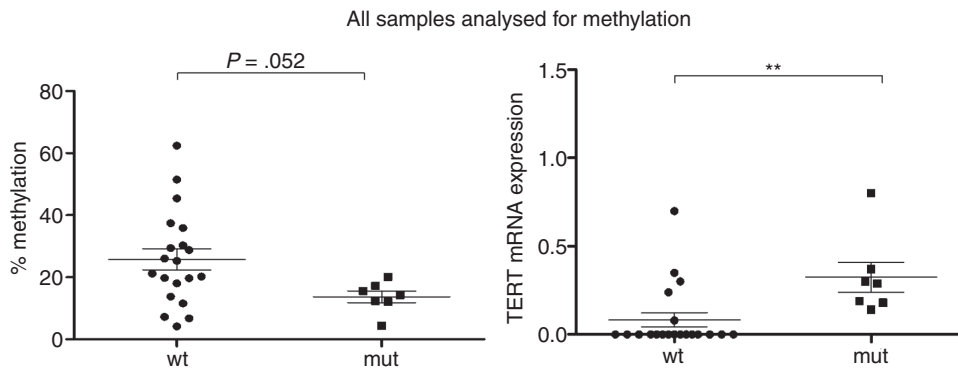 All samples analysed for methylation
P = .052
80
60
40
20
0
% methylation
wt
mut
**
1.5
1.0
0.5
0.0
TERT mRNA expression
wt
mut